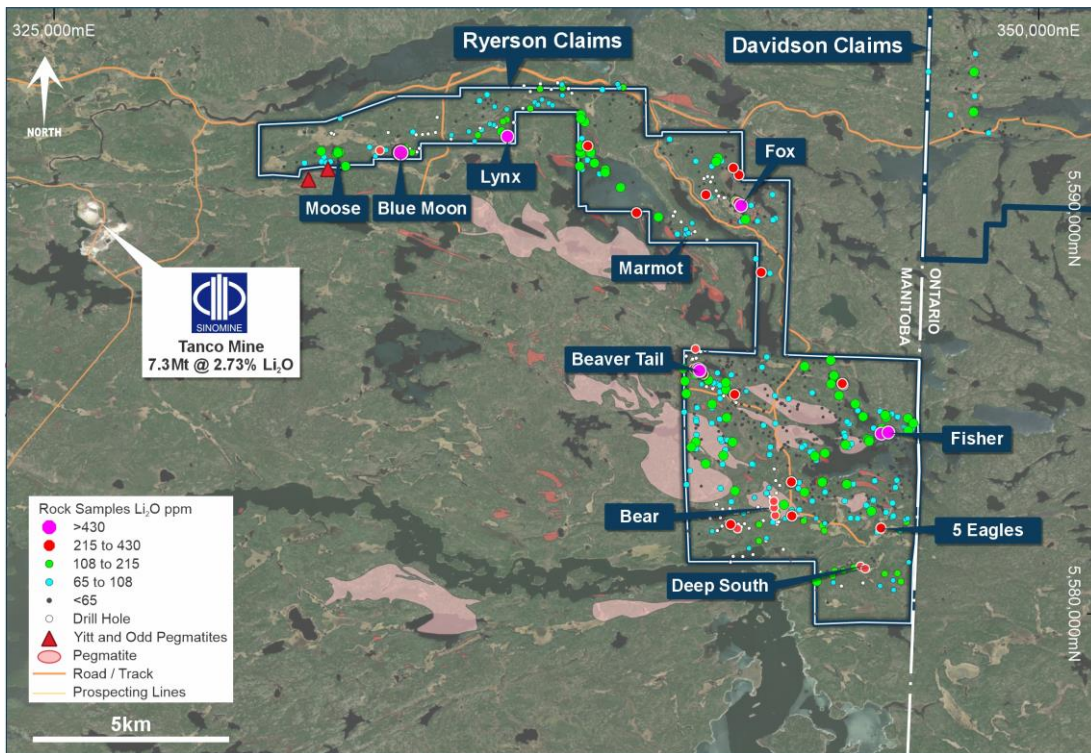 325,000mE
350,000mE
Ryerson Claims
Davidson Claims
NORTH
Lynx
Fox
Moose
Blue Moon
5,590,000mN
Marmot
ONTARIO
MANITOBA
SINOMINE
Tanco Mine
7.3Mt @ 2.73% Li₂O
Beaver Tail
Fisher
Bear
5 Eagles
Deep South
5,580,000mN
Rock Samples Li₂O ppm
>430
215 to 430
108 to 215
65 to 108
<65
Drill Hole
Yitt and Odd Pegmatites
Pegmatite
Road / Track
Prospecting Lines
5km